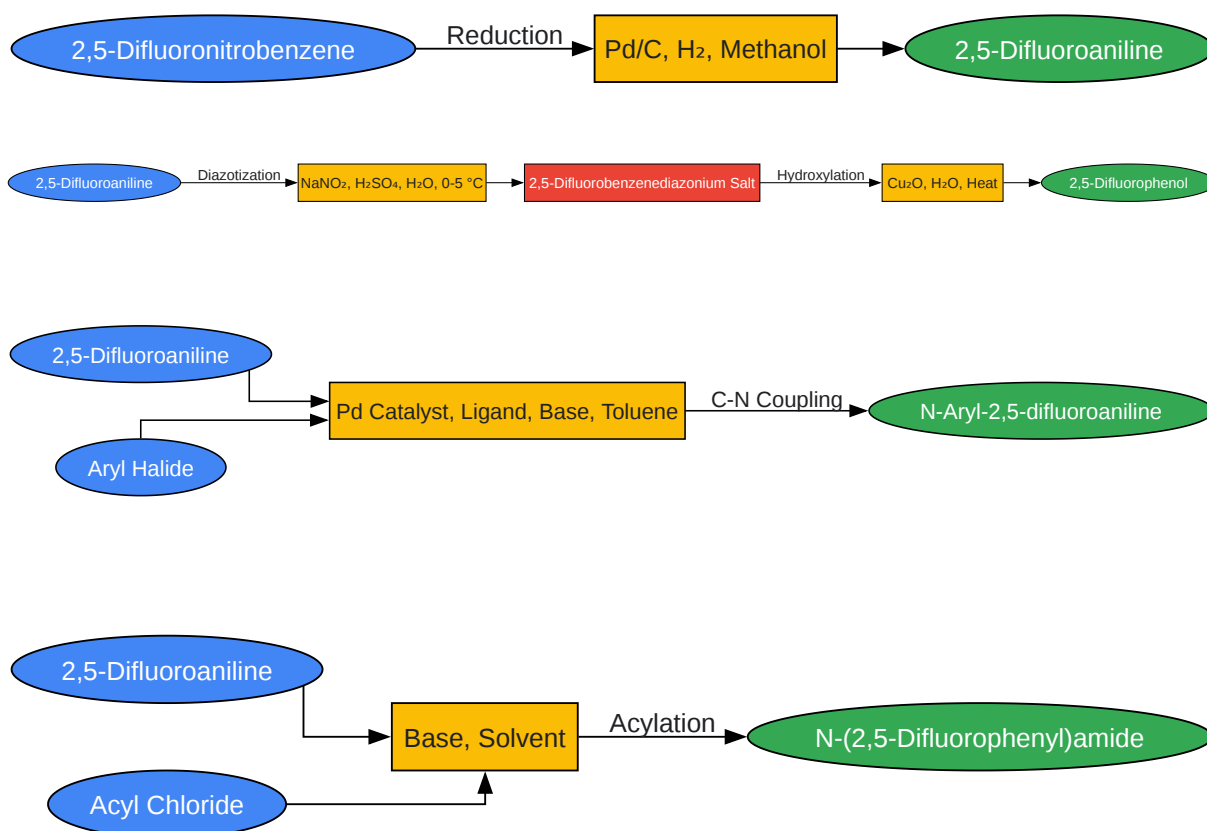 2,5-Difluoronitrobenzene
Reduction
Pd/C, H₂, Methanol
2,5-Difluoroaniline
2,5-Difluoroaniline
Diazotization
NaNO₂, H₂SO₄, H₂O, 0-5 °C
2,5-Difluorobenzenediazonium Salt
Hydroxylation
Cu₂O, H₂O, Heat
2,5-Difluorophenol
2,5-Difluoroaniline
Aryl Halide
Pd Catalyst, Ligand, Base, Toluene
C-N Coupling
N-Aryl-2,5-difluoroaniline
2,5-Difluoroaniline
Acyl Chloride
Base, Solvent
Acylation
N-(2,5-Difluorophenyl)amide